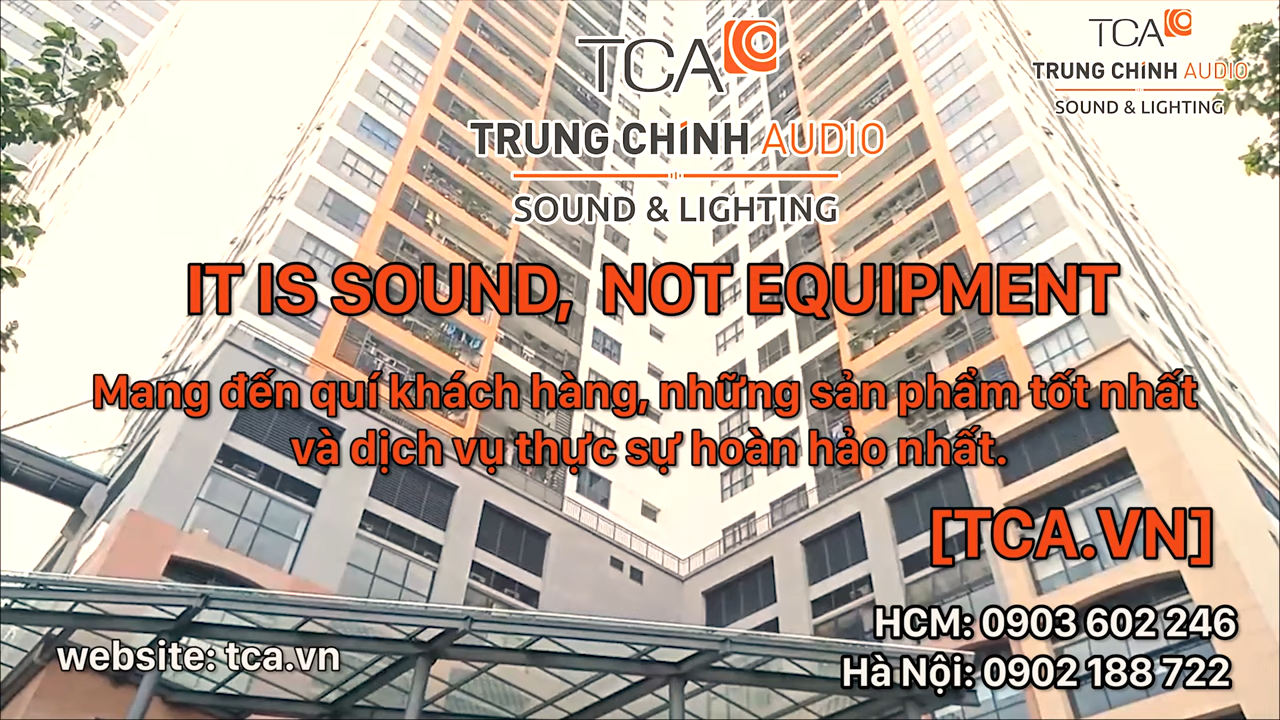 TCA
TRUNG CHÍNH AUDIO
SOUND & LIGHTING
TCA
TRUNG CHÍNH AUDIO
SOUND & LIGHTING
IT IS SOUND, NOT EQUIPMENT
Mang đến quí khách hàng, những sản phẩm tốt nhất
và dịch vụ thực sự hoàn hảo nhất.
[TCA.VN]
HCM: 0903 602 246
website: tca.vn
Hà Nội: 0902 188 722